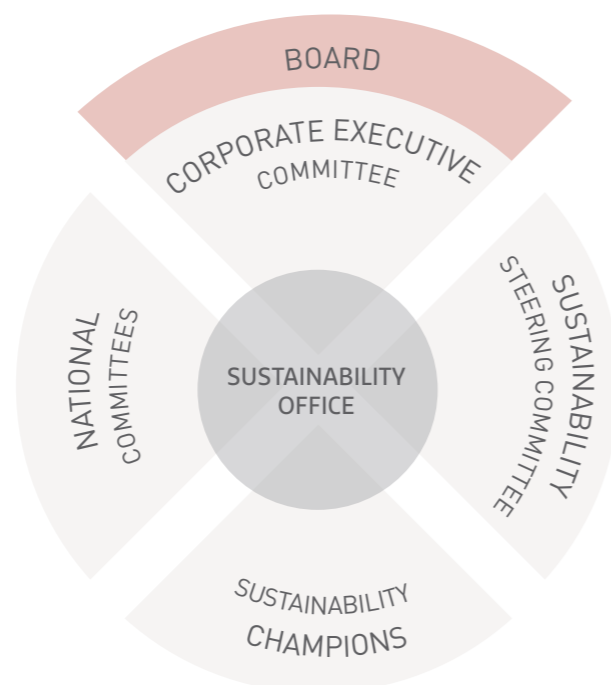 BOARD
CORPORATE EXECUTIVE
COMMITTEE
NATIONAL
COMMITTEES
SUSTAINABILITY
OFFICE
SUSTAINABILITY
STEERING COMMITTEE
SUSTAINABILITY
CHAMPIONS